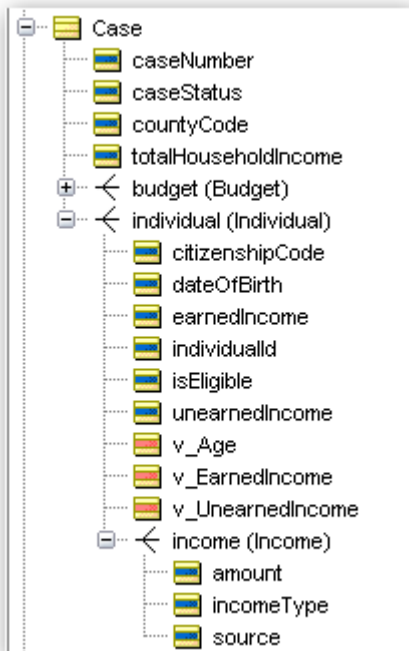 Case
caseNumber
caseStatus
countyCode
totalHouseholdIncome
budget (Budget)
individual (Individual)
citizenshipCode
dateOfBirth
earnedIncome
individualId
isEligible
unearnedIncome
v_Age
v_EarnedIncome
v_UnearnedIncome
income (Income)
amount
incomeType
source